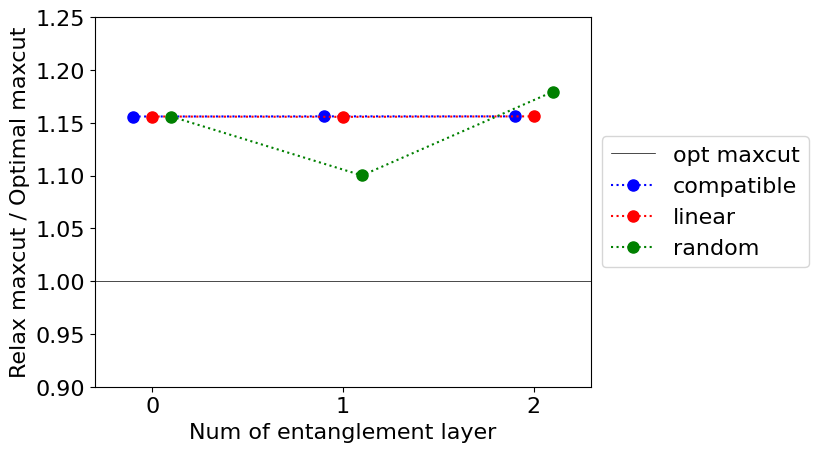 Relax maxcut / Optimal maxcut
1.25
1.20
1.15
1.10
1.05
1.00
0.95
0.90
0
1
2
Num of entanglement layer
opt maxcut
compatible
linear
random